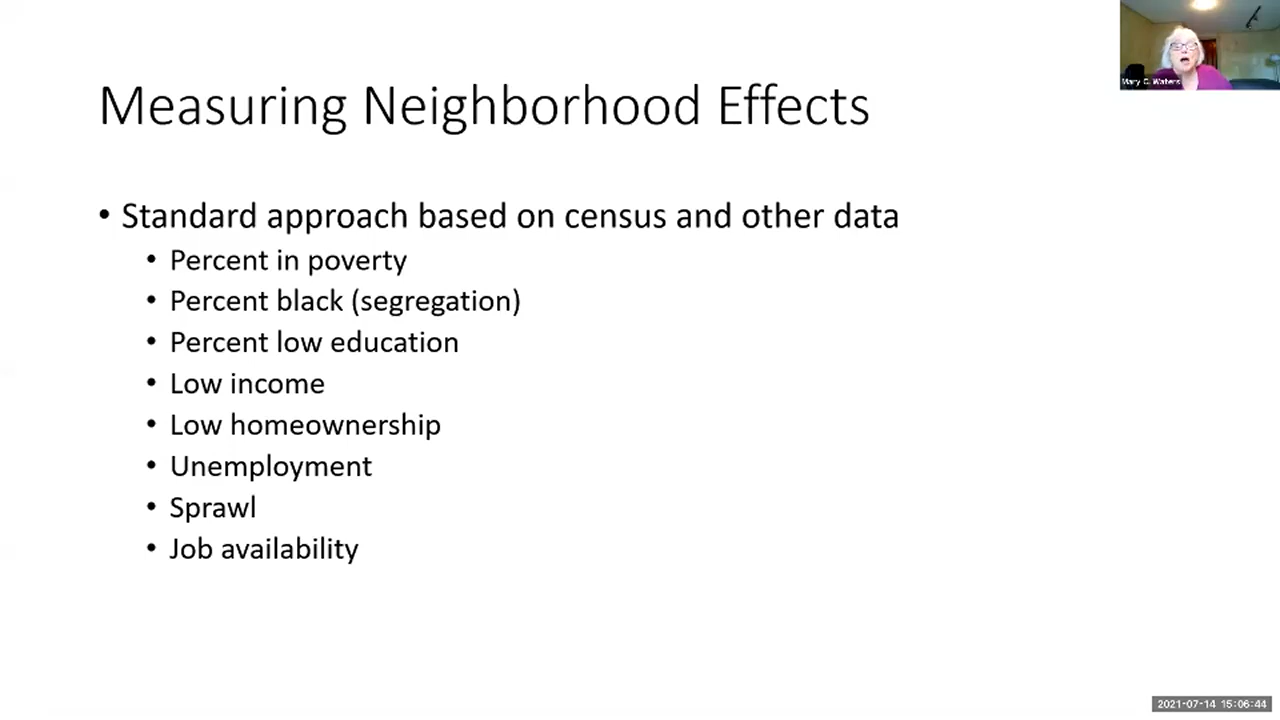 Mary C. Waters
Measuring Neighborhood Effects
• Standard approach based on census and other data
• Percent in poverty
• Percent black (segregation)
• Percent low education
• Low income
• Low homeownership
• Unemployment
• Sprawl
• Job availability
2021-07-14 15:06:44